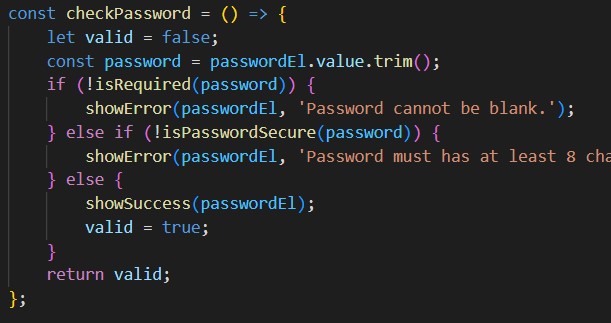 const checkPassword = () => {
let valid = false;
const password = passwordEl.value.trim();
if (!isRequired(password)) {
showError(passwordEl, 'Password cannot be blank.');
} else if (!isPasswordSecure(password)) {
showError(passwordEl, 'Password must has at least 8 cha
} else {
showSuccess(passwordEl);
valid = true;
}
return valid;
};